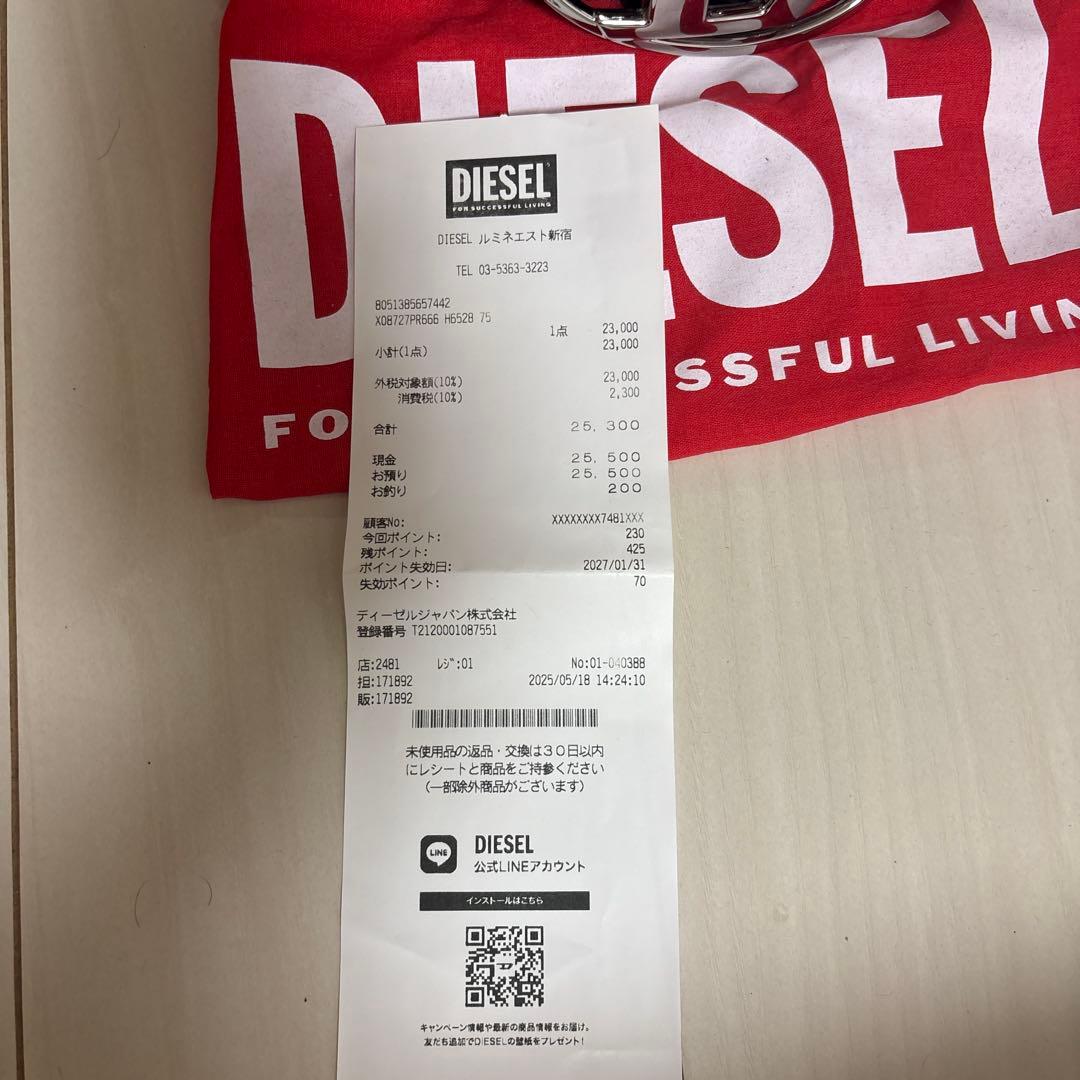 DIESEL
FO
SSFUL LIVIN
DIESEL
FOR SUCCESSFUL LIVING
DIESEL ルミネエスト新宿
TEL 03-5363-3223
8051385657442
X08727PR666 H6528 75
1点 23,000
小計(1点) 23,000
外税対象額(10%) 23,000
消費税(10%) 2,300
合計 25,300
現金 25,500
お預り 25,500
お釣り 200
顧客No: XXXXXXXX7481XXX
今回ポイント: 230
残ポイント: 425
ポイント失効日: 2027/01/31
失効ポイント: 70
ディーゼルジャパン株式会社
登録番号 T2120001087551
店:2481 ﾚｼﾞ:01 No:01-040388
担:171892 2025/05/18 14:24:10
販:171892
未使用品の返品・交換は30日以内
にレシートと商品をご持参ください
(一部除外商品がございます)
LINE
DIESEL
公式LINEアカウント
インストールはこちら
キャンペーン情報や最新の商品情報をお届け。
友だち追加でDIESELの壁紙をプレゼント!